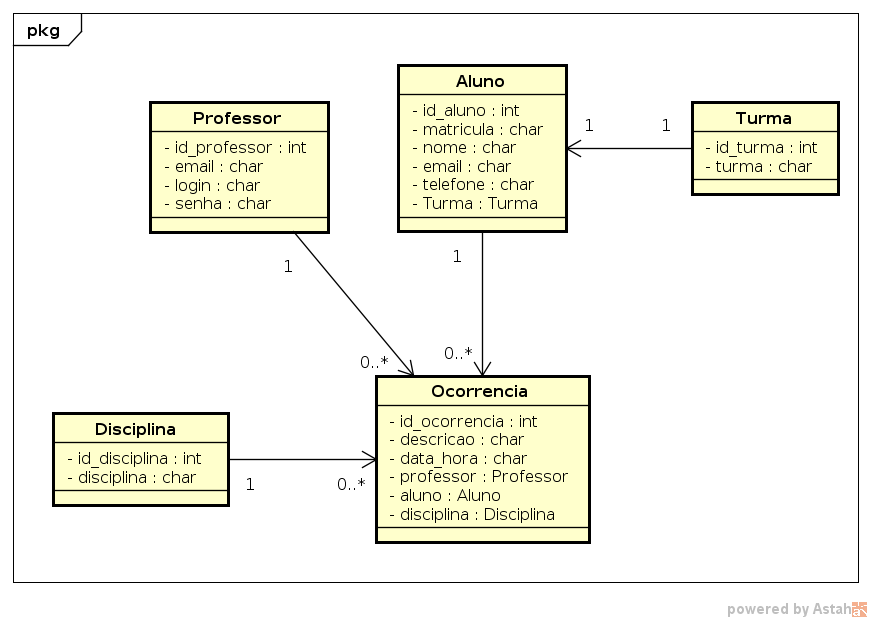 pkg
Professor
- id_professor : int
- email : char
- login : char
- senha : char
Aluno
- id_aluno : int
- matricula : char
- nome : char
- email : char
- telefone : char
- Turma : Turma
1
1
Turma
- id_turma : int
- turma : char
1
0..*
1
0..*
Disciplina
- id_disciplina : int
- disciplina : char
1
0..*
Ocorrencia
- id_ocorrencia : int
- descricao : char
- data_hora : char
- professor : Professor
- aluno : Aluno
- disciplina : Disciplina
powered by Astah